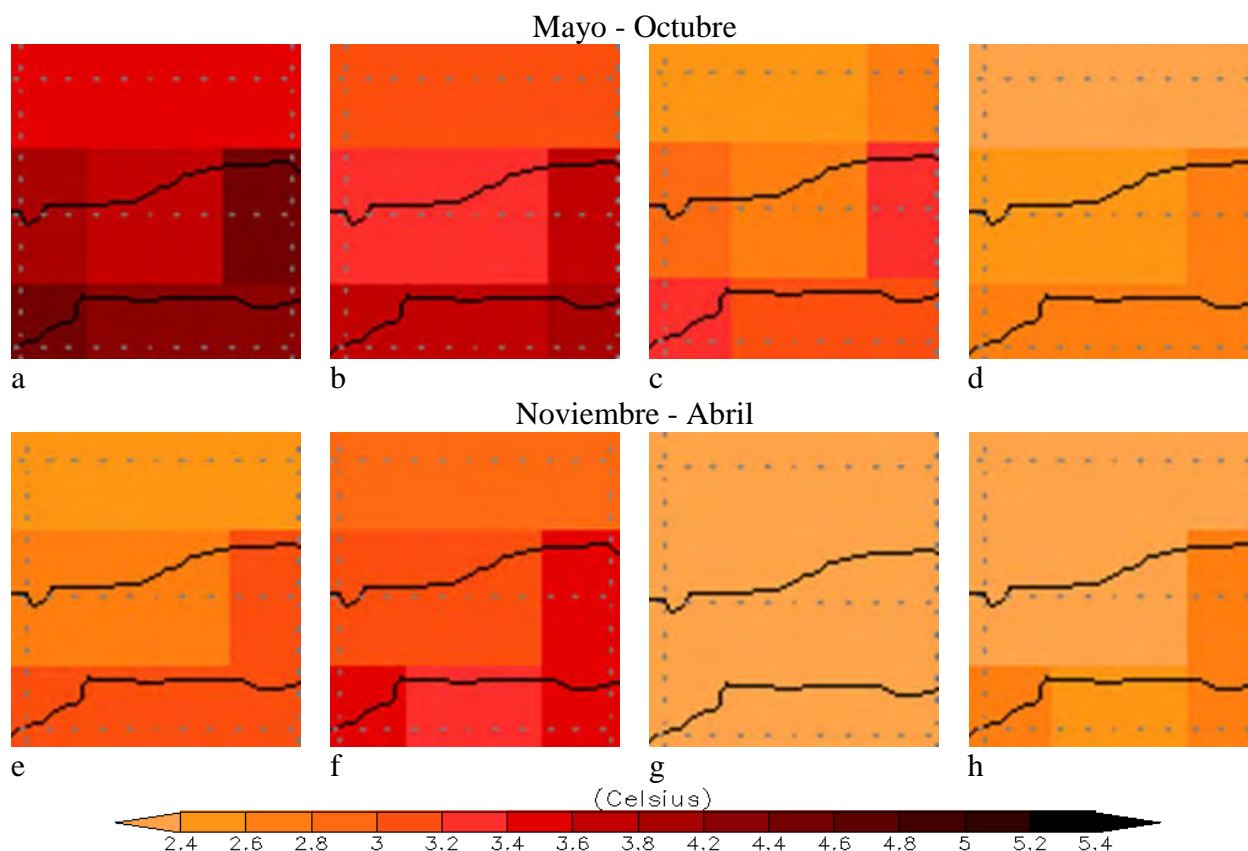 Mayo - Octubre
a b c d
Noviembre - Abril
e f g h
(Celsius)
2.4 2.6 2.8 3 3.2 3.4 3.6 3.8 4.2 4.4 4.6 4.8 5 5.2 5.4